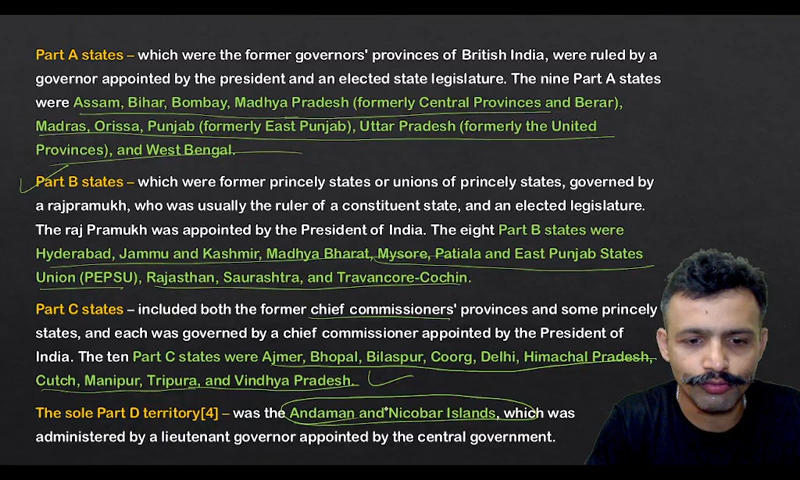 Part A states – which were the former governors' provinces of British India, were ruled by a
governor appointed by the president and an elected state legislature. The nine Part A states
were Assam, Bihar, Bombay, Madhya Pradesh (formerly Central Provinces and Berar),
Madras, Orissa, Punjab (formerly East Punjab), Uttar Pradesh (formerly the United
Provinces), and West Bengal.
Part B states – which were former princely states or unions of princely states, governed by
a rajpramukh, who was usually the ruler of a constituent state, and an elected legislature.
The raj Pramukh was appointed by the President of India. The eight Part B states were
Hyderabad, Jammu and Kashmir, Madhya Bharat, Mysore, Patiala and East Punjab States
Union (PEPSU), Rajasthan, Saurashtra, and Travancore-Cochin.
Part C states – included both the former chief commissioners' provinces and some princely
states, and each was governed by a chief commissioner appointed by the President of
India. The ten Part C states were Ajmer, Bhopal, Bilaspur, Coorg, Delhi, Himachal Pradesh,
Cutch, Manipur, Tripura, and Vindhya Pradesh.
The sole Part D territory[4] – was the Andaman and Nicobar Islands, which was
administered by a lieutenant governor appointed by the central government.